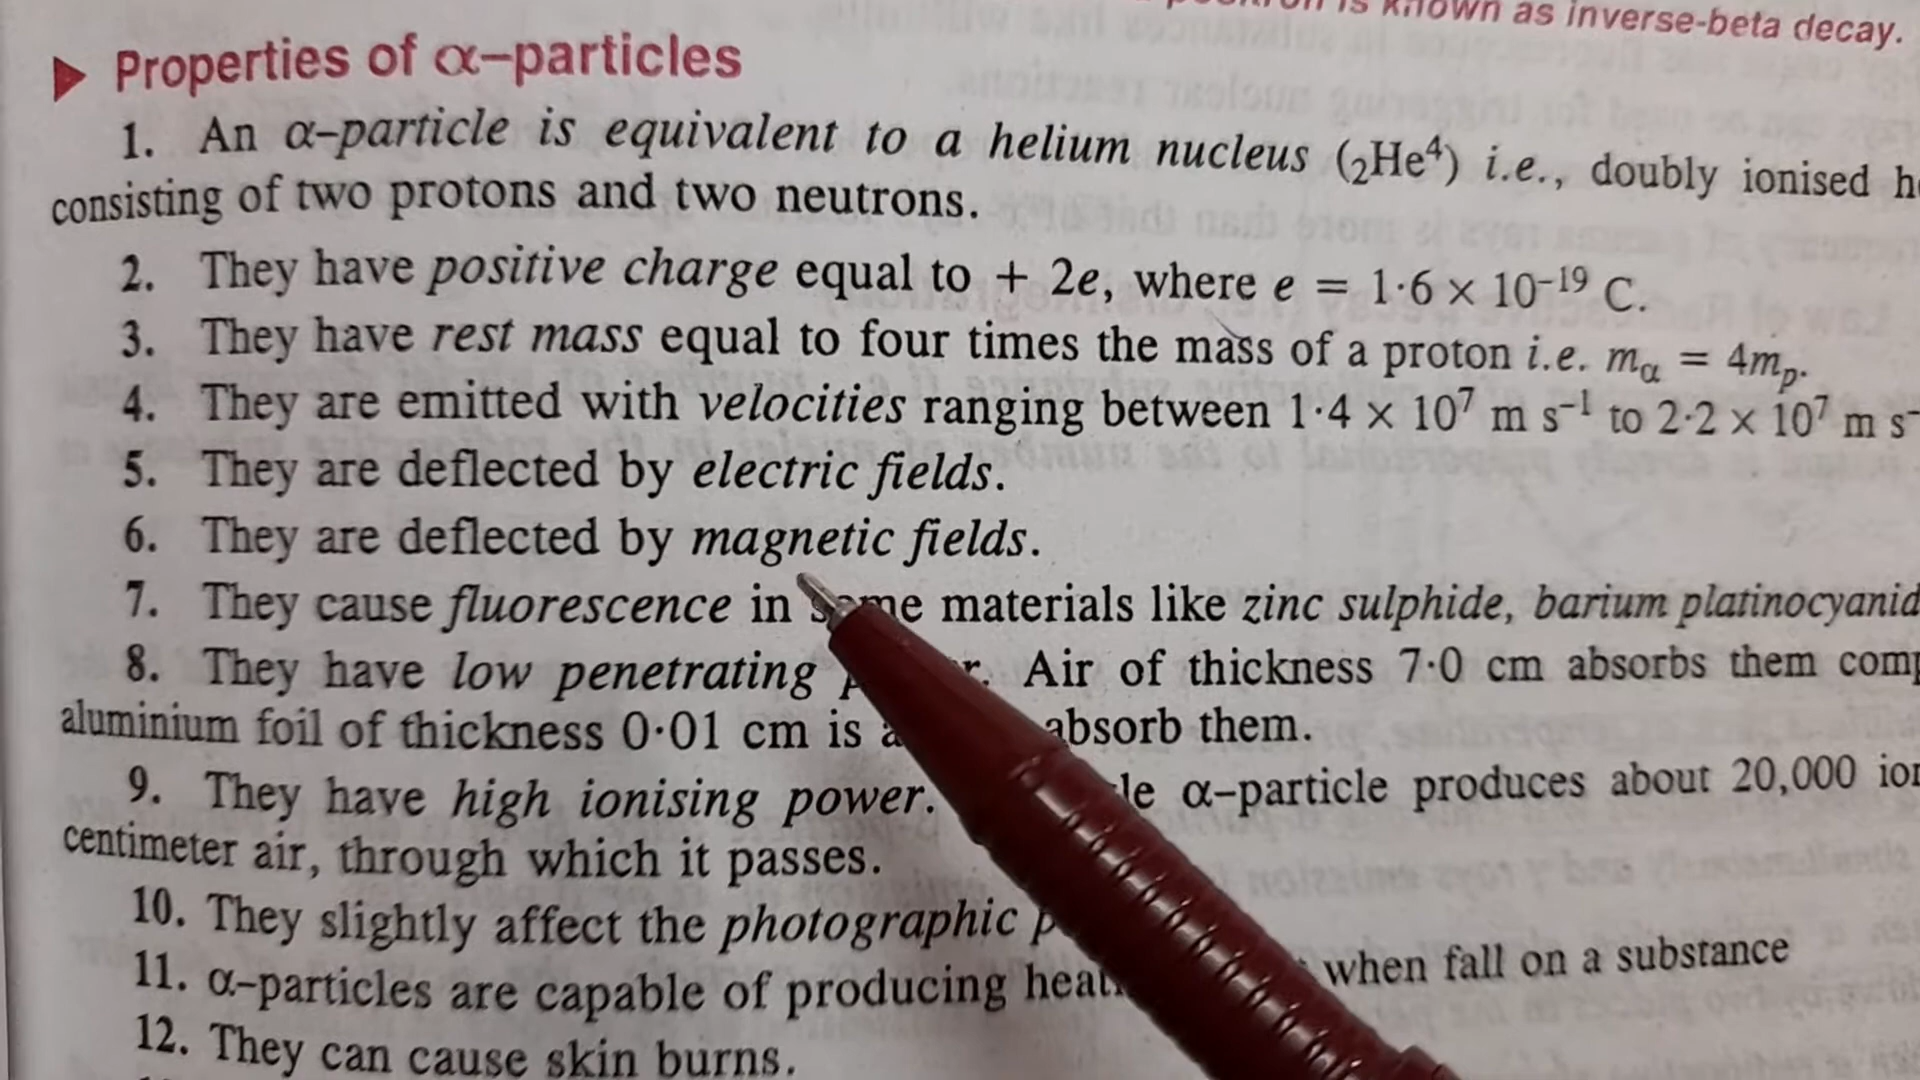 is known as inverse-beta decay.
Properties of α–particles
1. An α–particle is equivalent to a helium nucleus (₂He⁴) i.e., doubly ionised
consisting of two protons and two neutrons.
2. They have positive charge equal to + 2e, where e = 1·6 × 10⁻¹⁹ C.
3. They have rest mass equal to four times the mass of a proton i.e. mα = 4mₚ.
4. They are emitted with velocities ranging between 1·4 × 10⁷ m s⁻¹ to 2·2 × 10⁷ m s⁻
5. They are deflected by electric fields.
6. They are deflected by magnetic fields.
7. They cause fluorescence in some materials like zinc sulphide, barium platinocyanid
8. They have low penetrating Air of thickness 7·0 cm absorbs them
aluminium foil of thickness 0·01 cm is absorb them.
9. They have high ionising power. α–particle produces about 20,000
centimeter air, through which it passes.
10. They slightly affect the photographic
11. α–particles are capable of producing when fall on a substance
12. They can cause skin burns.